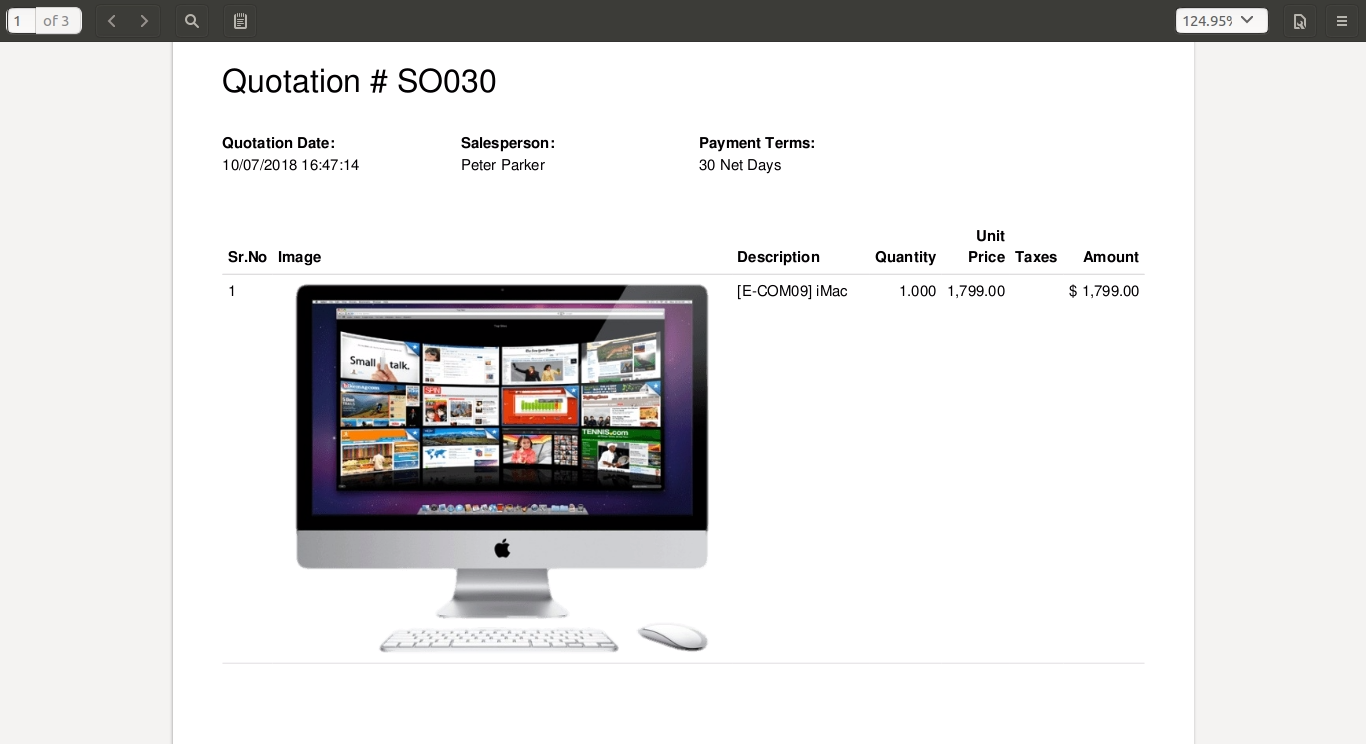 1 of 3
124.95%
Quotation # SO030
Quotation Date: Salesperson: Payment Terms:
10/07/2018 16:47:14 Peter Parker 30 Net Days
Unit
Sr.No Image Description Quantity Price Taxes Amount
1 [E-COM09] iMac 1.000 1,799.00 $ 1,799.00
Small talk.
SPIN
TENNIS.com